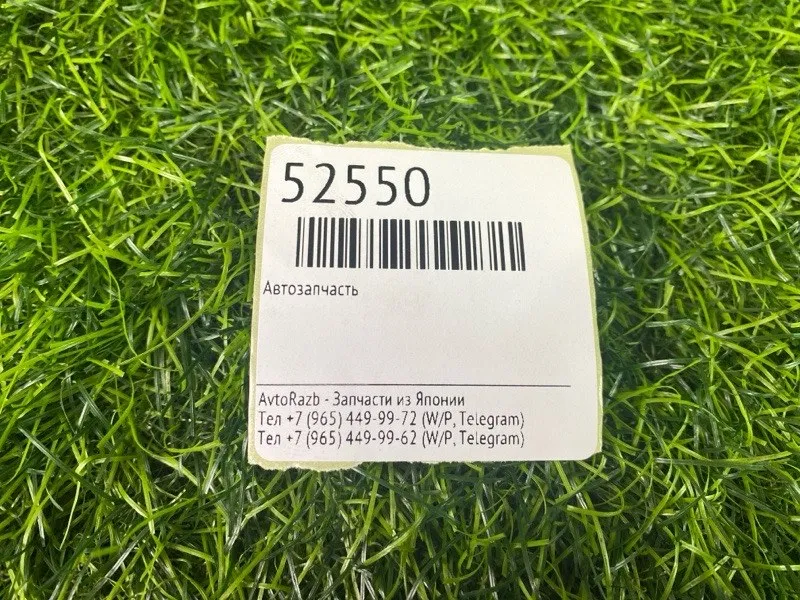 52550
Автозапчасть
AvtoRazb - Запчасти из Японии
Тел +7 (965) 449-99-72 (W/P, Telegram)
Тел +7 (965) 449-99-62 (W/P, Telegram)